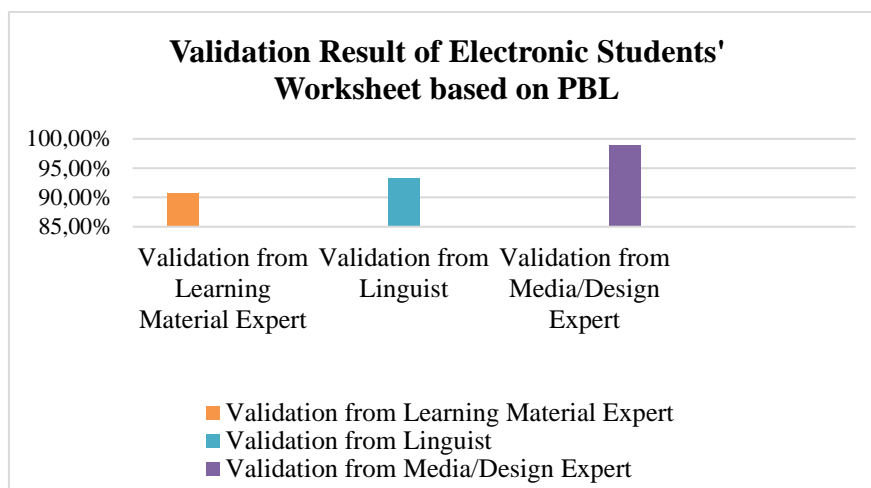 Validation Result of Electronic Students'
Worksheet based on PBL
100,00%
95,00%
90,00%
85,00%
Validation from
Learning
Material Expert
Validation from
Linguist
Validation from
Media/Design
Expert
Validation from Learning Material Expert
Validation from Linguist
Validation from Media/Design Expert